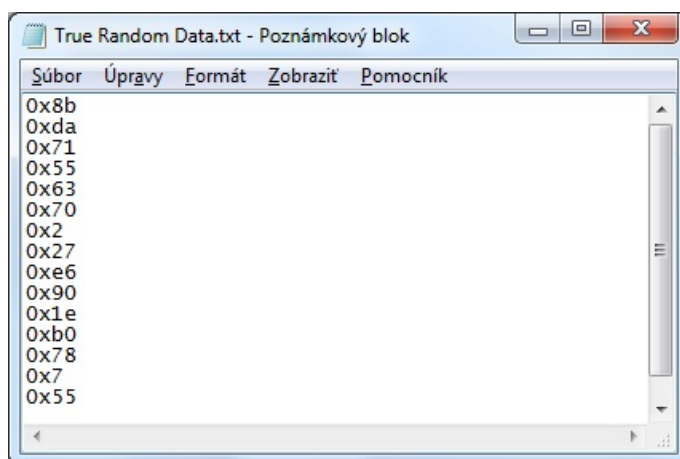 True Random Data.txt - Poznámkový blok
Súbor Úpravy Formát Zobraziť Pomocník
0x8b
0xda
0x71
0x55
0x63
0x70
0x2
0x27
0xe6
0x90
0x1e
0xb0
0x78
0x7
0x55